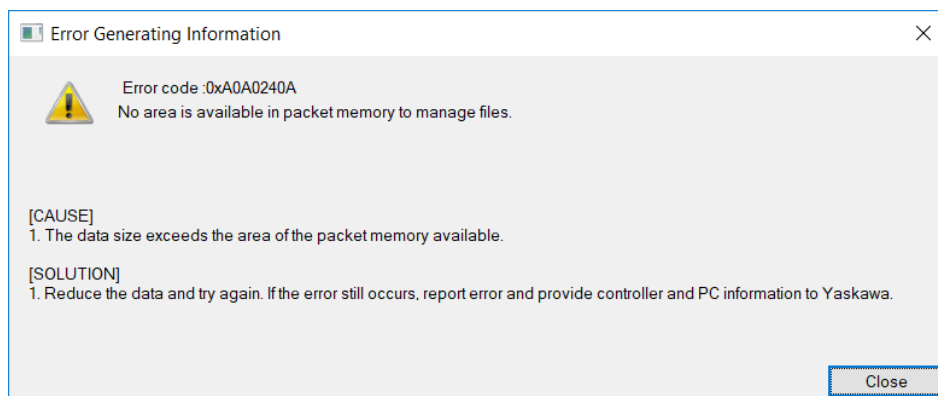 Error Generating Information
Error code :0xA0A0240A
No area is available in packet memory to manage files.
[CAUSE]
1. The data size exceeds the area of the packet memory available.
[SOLUTION]
1. Reduce the data and try again. If the error still occurs, report error and provide controller and PC information to Yaskawa.
Close